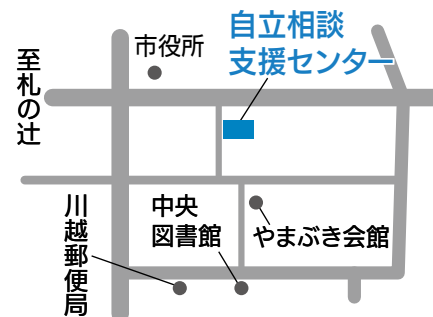 自立相談
支援センター
市役所
至札の辻
川越郵便局
中央
図書館
やまぶき会館